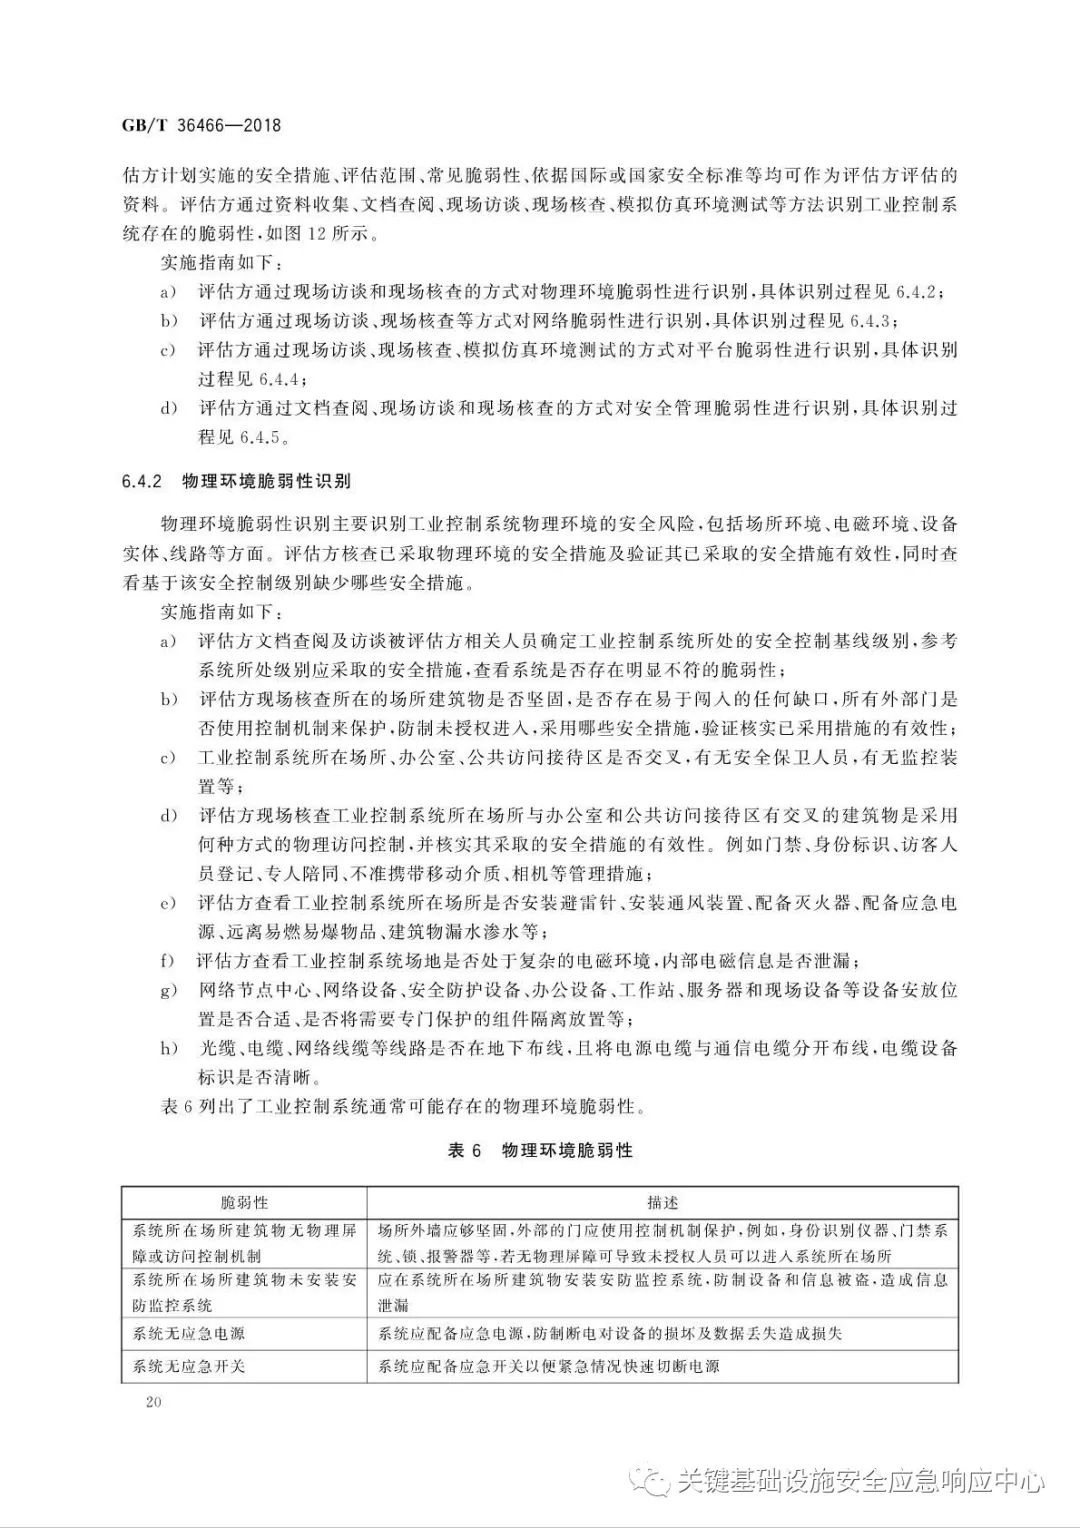 GB/T 36466—2018
估方计划实施的安全措施、评估范围、常见脆弱性、依据国际或国家安全标准等均可作为评估方评估的
资料。评估方通过资料收集、文档查阅、现场访谈、现场核查、模拟仿真环境测试等方法识别工业控制系
统存在的脆弱性,如图 12 所示。
实施指南如下:
a) 评估方通过现场访谈和现场核查的方式对物理环境脆弱性进行识别,具体识别过程见 6.4.2;
b) 评估方通过现场访谈、现场核查等方式对网络脆弱性进行识别,具体识别过程见 6.4.3;
c) 评估方通过现场访谈、现场核查、模拟仿真环境测试的方式对平台脆弱性进行识别,具体识别
过程见 6.4.4;
d) 评估方通过文档查阅、现场访谈和现场核查的方式对安全管理脆弱性进行识别,具体识别过
程见 6.4.5。
6.4.2 物理环境脆弱性识别
物理环境脆弱性识别主要识别工业控制系统物理环境的安全风险,包括场所环境、电磁环境、设备
实体、线路等方面。评估方核查已采取物理环境的安全措施及验证其已采取的安全措施有效性,同时查
看基于该安全控制级别缺少哪些安全措施。
实施指南如下:
a) 评估方文档查阅及访谈被评估方相关人员确定工业控制系统所处的安全控制基线级别,参考
系统所处级别应采取的安全措施,查看系统是否存在明显不符的脆弱性;
b) 评估方现场核查所在的场所建筑物是否坚固,是否存在易于闯入的任何缺口,所有外部门是
否使用控制机制来保护,防制未授权进入,采用哪些安全措施,验证核实已采用措施的有效性;
c) 工业控制系统所在场所、办公室、公共访问接待区是否交叉,有无安全保卫人员,有无监控装
置等;
d) 评估方现场核查工业控制系统所在场所与办公室和公共访问接待区有交叉的建筑物是采用
何种方式的物理访问控制,并核实其采取的安全措施的有效性。例如门禁、身份标识、访客人
员登记、专人陪同、不准携带移动介质、相机等管理措施;
e) 评估方查看工业控制系统所在场所是否安装避雷针、安装通风装置、配备灭火器、配备应急电
源、远离易燃易爆物品、建筑物漏水渗水等;
f) 评估方查看工业控制系统场地是否处于复杂的电磁环境,内部电磁信息是否泄漏;
g) 网络节点中心、网络设备、安全防护设备、办公设备、工作站、服务器和现场设备等设备安放位
置是否合适、是否将需要专门保护的组件隔离放置等;
h) 光缆、电缆、网络线缆等线路是否在地下布线,且将电源电缆与通信电缆分开布线,电缆设备
标识是否清晰。
表 6 列出了工业控制系统通常可能存在的物理环境脆弱性。
表 6 物理环境脆弱性
脆弱性 描述
系统所在场所建筑物无物理屏 场所外墙应够坚固,外部的门应使用控制机制保护,例如,身份识别仪器、门禁系
障或访问控制机制 统、锁、报警器等,若无物理屏障可导致未授权人员可以进入系统所在场所
系统所在场所建筑物未安装安 应在系统所在场所建筑物安装安防监控系统,防制设备和信息被盗,造成信息
防监控系统 泄漏
系统无应急电源 系统应配备应急电源,防制断电对设备的损坏及数据丢失造成损失
系统无应急开关 系统应配备应急开关以便紧急情况快速切断电源
20
关键基础设施安全应急响应中心